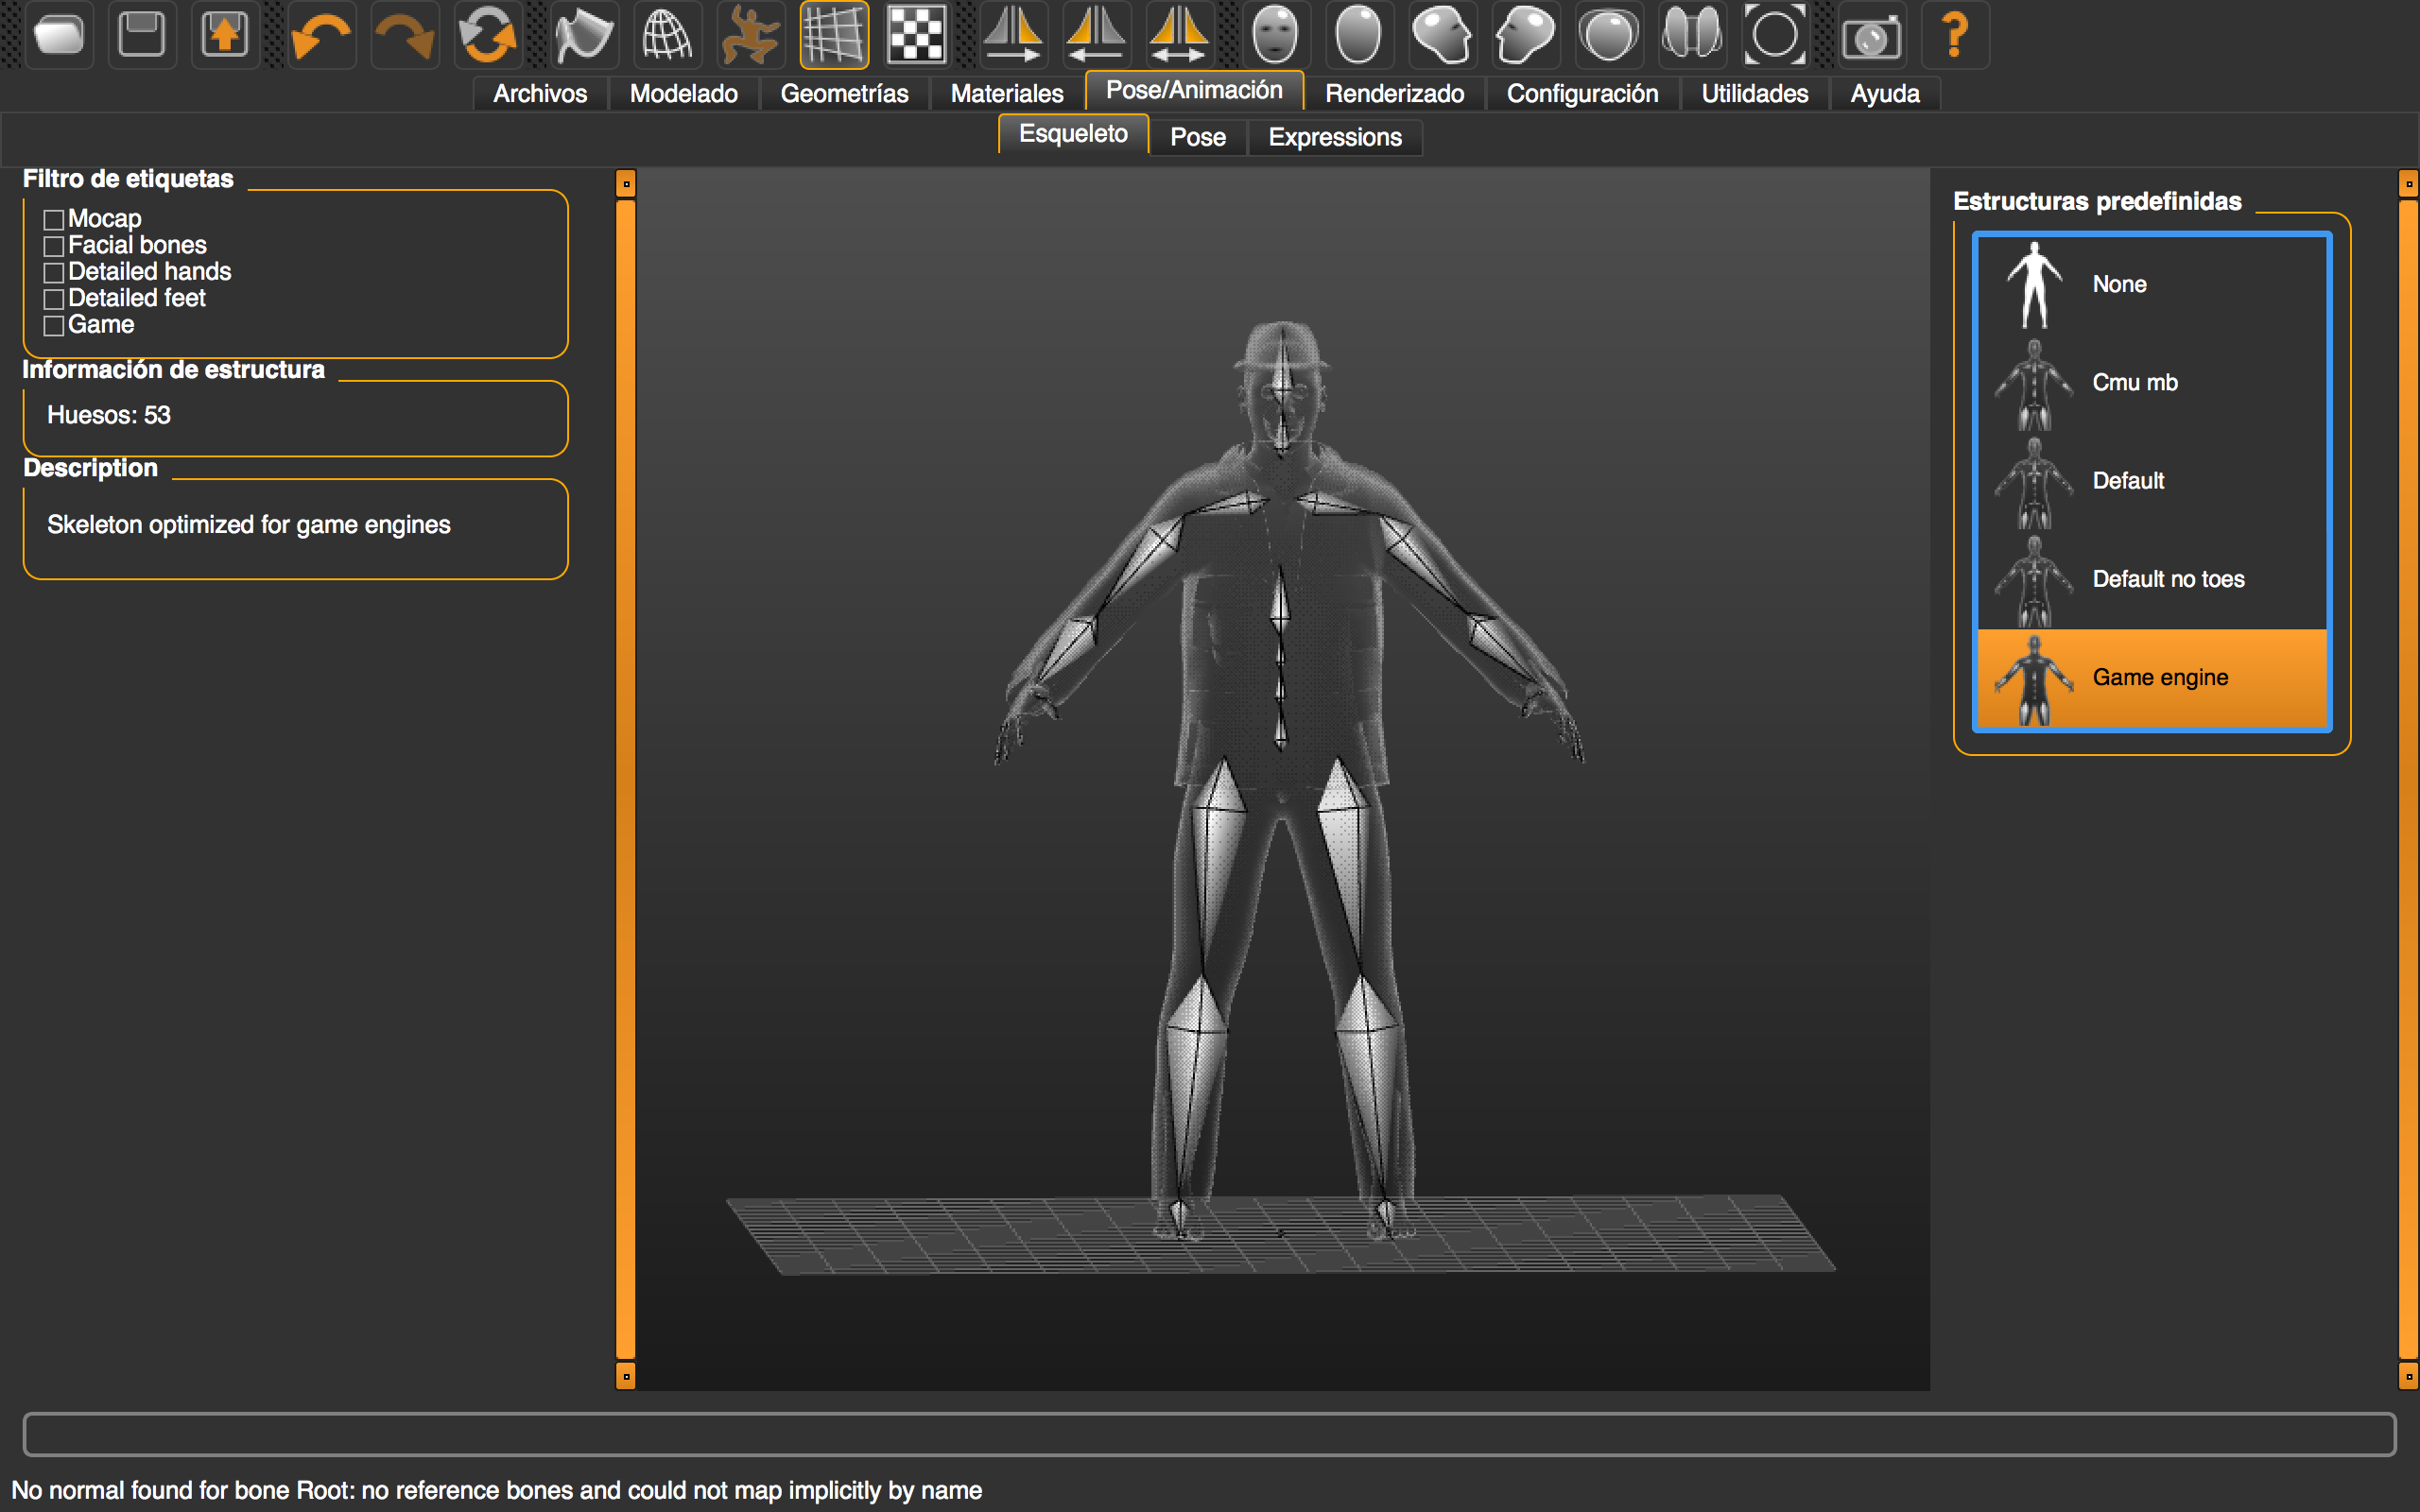 Archivos Modelado Geometrías Materiales Pose/Animación Renderizado Configuración Utilidades Ayuda
Esqueleto Pose Expressions
Filtro de etiquetas
Mocap
Facial bones
Detailed hands
Detailed feet
Game
Información de estructura
Huesos: 53
Description
Skeleton optimized for game engines
Estructuras predefinidas
None
Cmu mb
Default
Default no toes
Game engine
No normal found for bone Root: no reference bones and could not map implicitly by name